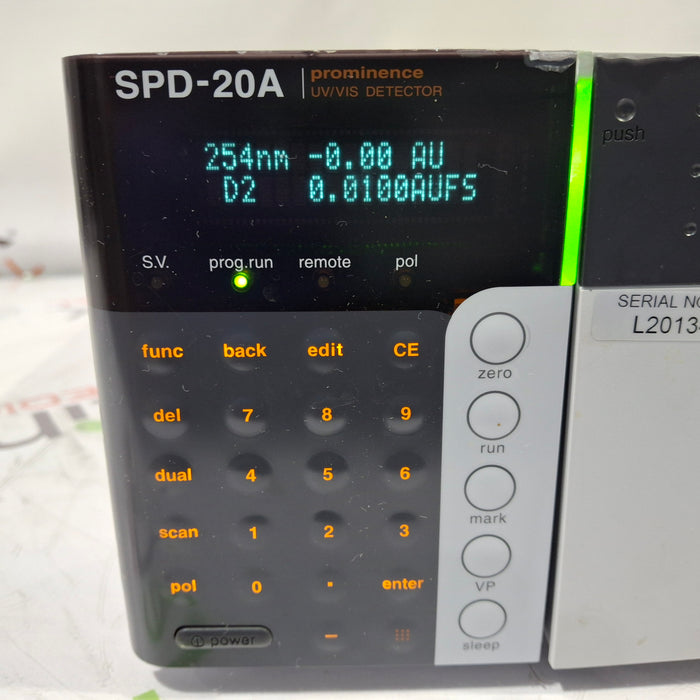 SPD-20A prominence
UV/VIS DETECTOR
254nm -0.00 AU
D2 0.0100AUFS
S.V. prog.run remote pol
push
SERIAL NO
L2013
func back edit CE
zero
del 7 8 9
run
dual 4 5 6
mark
scan 1 2 3
VP
pol 0 . enter
power -
sleep